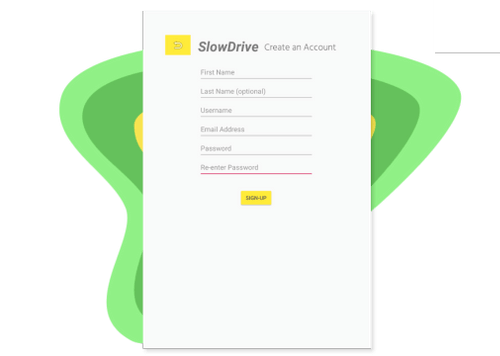 SlowDrive Create an Account
First Name
Last Name (optional)
Username
Email Address
Password
Re-enter Password
SIGN-UP